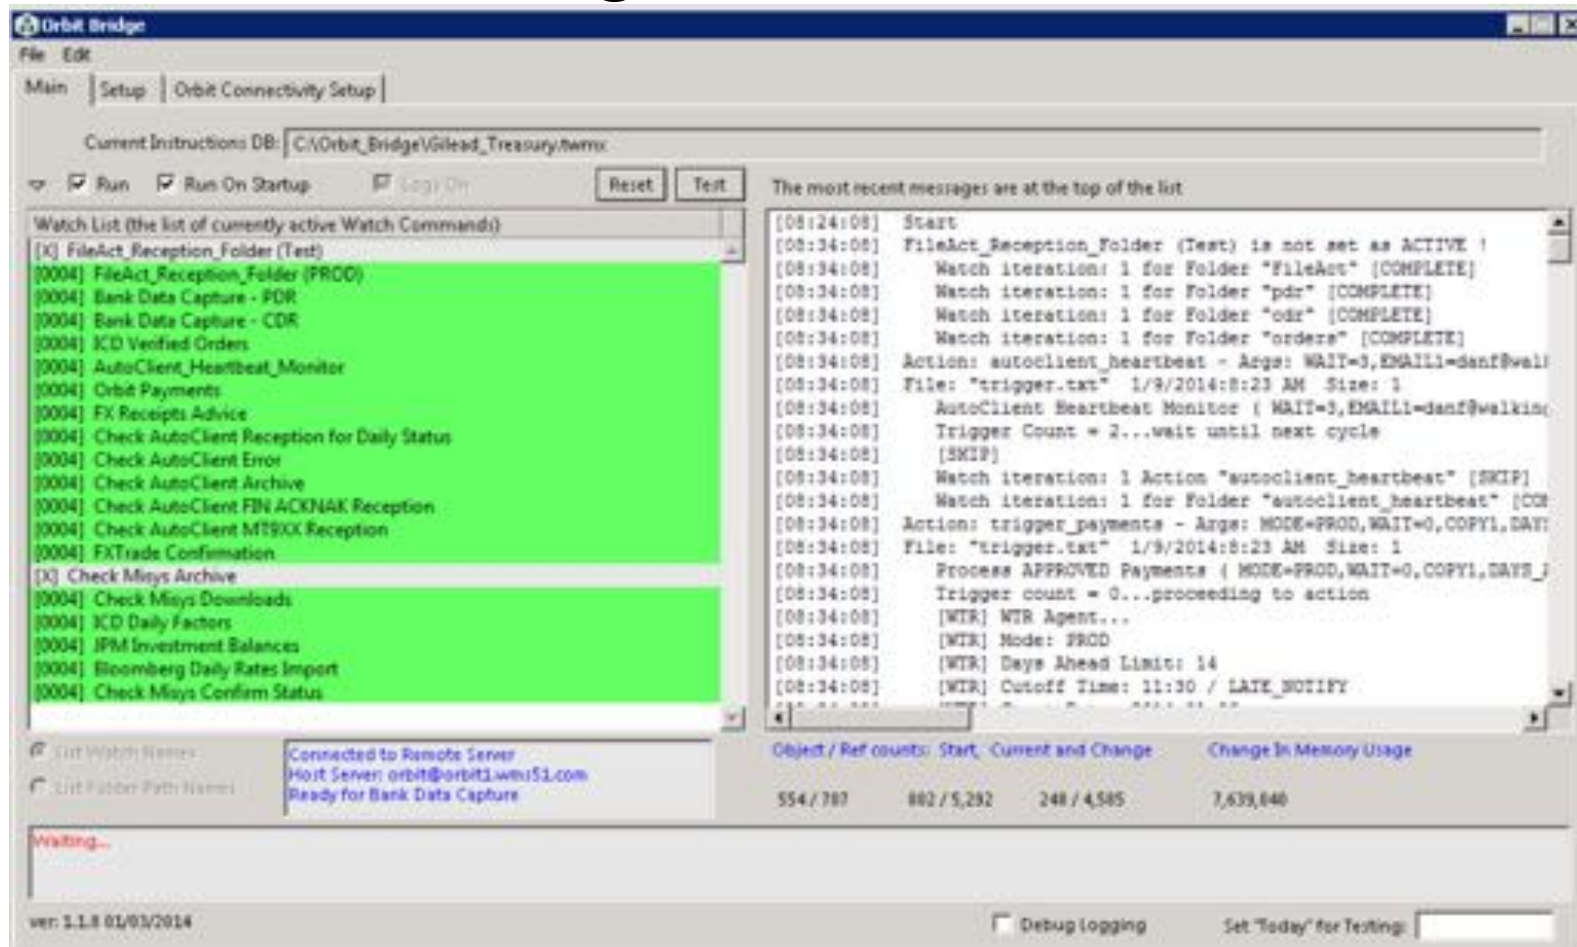 Orbit Bridge
File Edit
Main Setup Orbit Connectivity Setup
Current Instructions DB: C:\Orbit_Bridge\Gilead_Treasury.twmx
Run Run On Startup Logs On Reset Test
The most recent messages are at the top of the list
Watch List (the list of currently active Watch Commands)
[X] FileAct_Reception_Folder (Test)
[0004] FileAct_Reception_Folder (PROD)
[0004] Bank Data Capture - PDR
[0004] Bank Data Capture - CDR
[0004] ICD Verified Orders
[0004] AutoClient_Heartbeat_Monitor
[0004] Orbit Payments
[0004] FX Receipts Advice
[0004] Check AutoClient Reception for Daily Status
[0004] Check AutoClient Error
[0004] Check AutoClient Archive
[0004] Check AutoClient FIN ACKNAK Reception
[0004] Check AutoClient MT9XX Reception
[0004] FXTrade Confirmation
[X] Check Misys Archive
[0004] Check Misys Downloads
[0004] ICD Daily Factors
[0004] JPM Investment Balances
[0004] Bloomberg Daily Rates Import
[0004] Check Misys Confirm Status
[08:24:08] Start
[08:34:08] FileAct_Reception_Folder (Test) is not set as ACTIVE !
[08:34:08] Watch iteration: 1 for Folder "FileAct" [COMPLETE]
[08:34:08] Watch iteration: 1 for Folder "pdr" [COMPLETE]
[08:34:08] Watch iteration: 1 for Folder "odr" [COMPLETE]
[08:34:08] Watch iteration: 1 for Folder "orders" [COMPLETE]
[08:34:08] Action: autoclient_heartbeat - Args: WAIT=3,EMAIL1=danf@wal
[08:34:08] File: "trigger.txt" 1/9/2014:8:23 AM Size: 1
[08:34:08] AutoClient Heartbeat Monitor ( WAIT=3,EMAIL1=danf@walking
[08:34:08] Trigger Count = 2...wait until next cycle
[08:34:08] [SKIP]
[08:34:08] Watch iteration: 1 Action "autoclient_heartbeat" [SKIP]
[08:34:08] Watch iteration: 1 for Folder "autoclient_heartbeat" [COM
[08:34:08] Action: trigger_payments - Args: MODE=PROD,WAIT=0,COPY1,DAYS
[08:34:08] File: "trigger.txt" 1/9/2014:8:23 AM Size: 1
[08:34:08] Process APPROVED Payments ( MODE=PROD,WAIT=0,COPY1,DAYS_
[08:34:08] Trigger count = 0...proceeding to action
[08:34:08] [WTR] WTR Agent...
[08:34:08] [WTR] Mode: PROD
[08:34:08] [WTR] Days Ahead Limit: 14
[08:34:08] [WTR] Cutoff Time: 11:30 / LATE_NOTIFY
List Watch Names
List Folder Path Names
Connected to Remote Server
Host Server: orbit@orbit1.wms51.com
Ready for Bank Data Capture
Object / Ref counts: Start, Current and Change Change In Memory Usage
554 / 707 802 / 5,292 248 / 4,585 7,639,040
Waiting...
ver: 1.1.8 01/03/2014 Debug Logging Set "Today" for Testing: